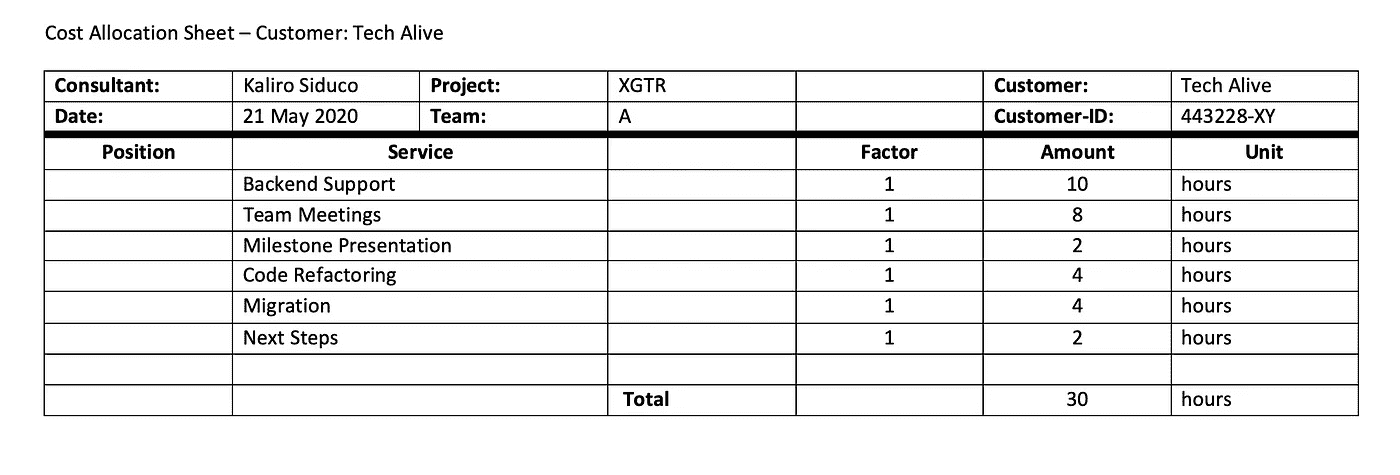 Cost Allocation Sheet – Customer: Tech Alive
Consultant: Kaliro Siduco Project: XGTR Customer: Tech Alive
Date: 21 May 2020 Team: A Customer-ID: 443228-XY
Position Service Factor Amount Unit
Backend Support 1 10 hours
Team Meetings 1 8 hours
Milestone Presentation 1 2 hours
Code Refactoring 1 4 hours
Migration 1 4 hours
Next Steps 1 2 hours
Total 30 hours